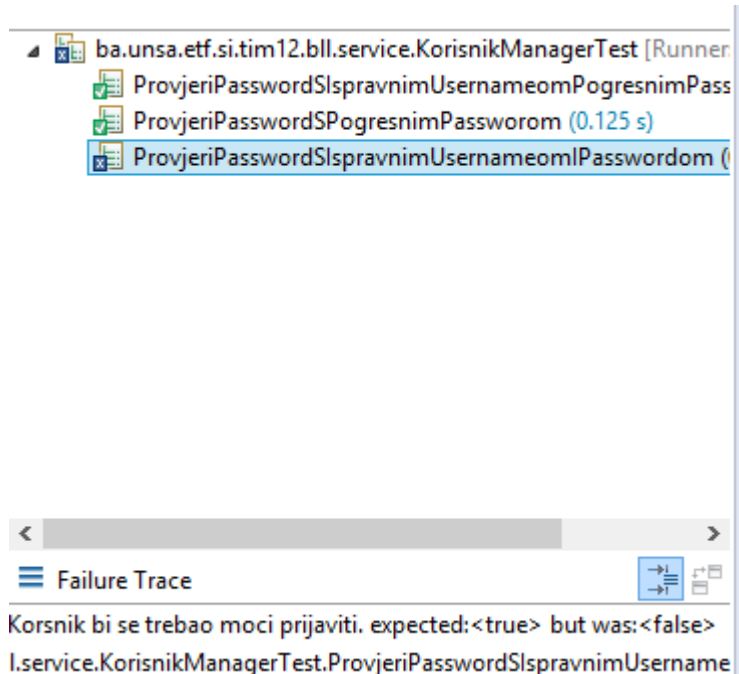 ba.unsa.etf.si.tim12.bll.service.KorisnikManagerTest [Runner:
ProvjeriPasswordSIspravnimUsernameomPogresnimPass
ProvjeriPasswordSPogresnimPassworom (0.125 s)
ProvjeriPasswordSIspravnimUsernameomIPasswordom (
Failure Trace
Korsnik bi se trebao moci prijaviti. expected:<true> but was:<false>
l.service.KorisnikManagerTest.ProvjeriPasswordSIspravnimUsername